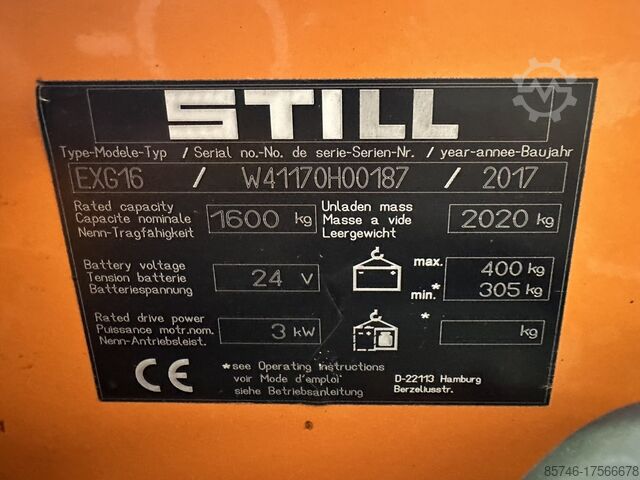 STILL
Type-Modele-Typ / Serial no.-No. de serie-Serien-Nr. / year-annee-Baujahr
EXG16 / W41170H00187 / 2017
Rated capacity
Capacite nominale
Nenn-Tragfähigkeit
1600 kg
Unladen mass
Masse a vide
Leergewicht
2020 kg
Battery voltage
Tension batterie
Batteriespannung
24 V
max. 400 kg
min.* 305 kg
Rated drive power
Puissance motr.nom.
Nenn-Antriebsleist.
3 kW
* kg
CE
*see Operating Instructions
voir Mode d'emploi
siehe Betriebsanleitung
D-22113 Hamburg
Berzeliusstr.
85746-17566678